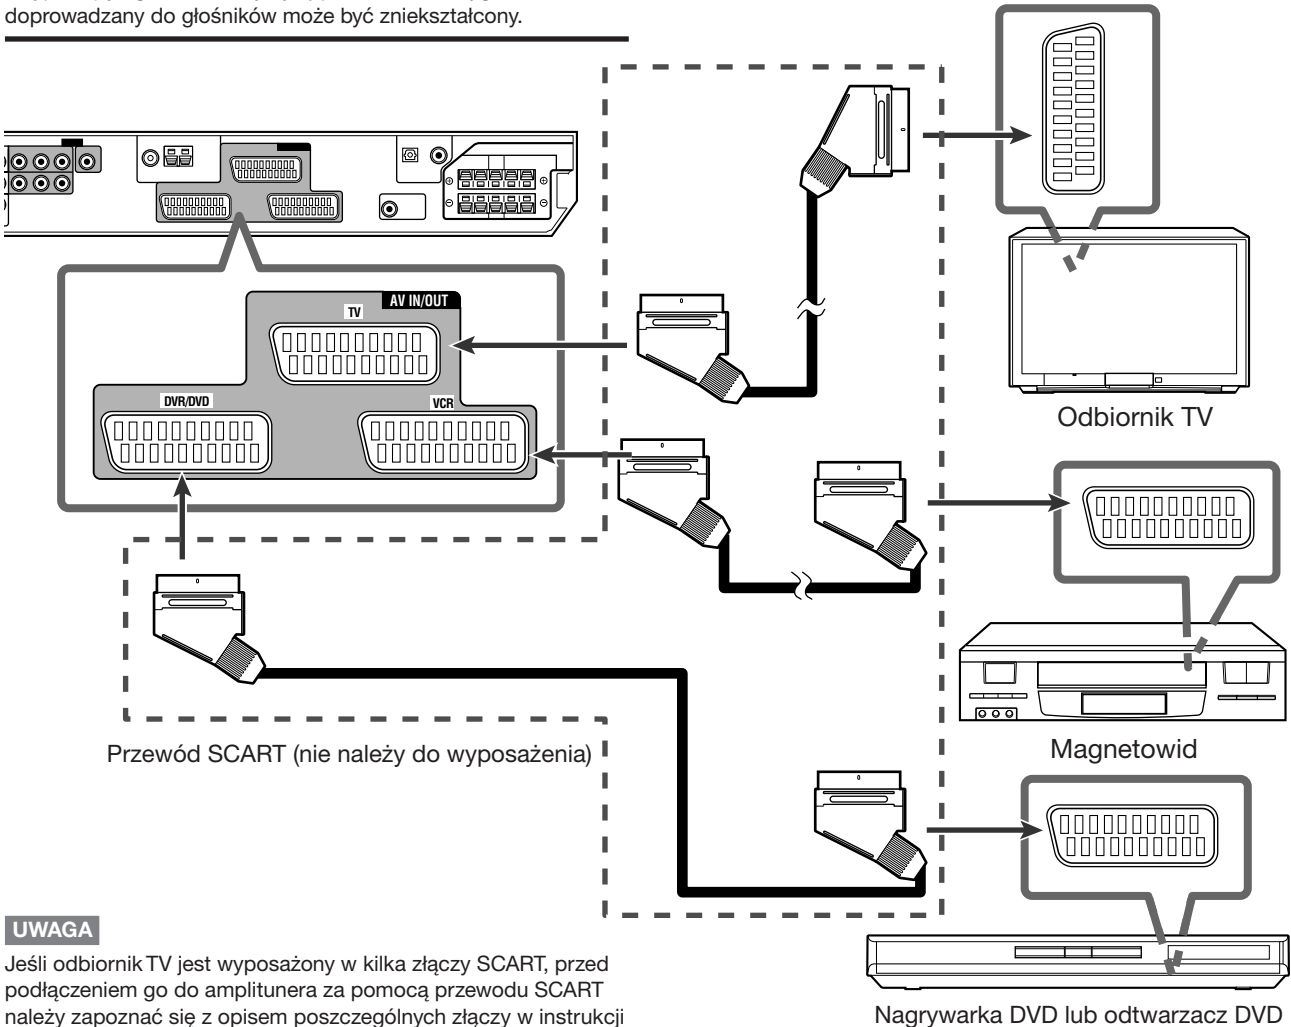 doprowadzany do głośników może być zniekształcony.
AV IN/OUT
TV
DVR/DVD
VCR
Odbiornik TV
Magnetowid
Przewód SCART (nie należy do wyposażenia)
UWAGA
Jeśli odbiornik TV jest wyposażony w kilka złączy SCART, przed
podłączeniem go do amplitunera za pomocą przewodu SCART
należy zapoznać się z opisem poszczególnych złączy w instrukcji
Nagrywarka DVD lub odtwarzacz DVD